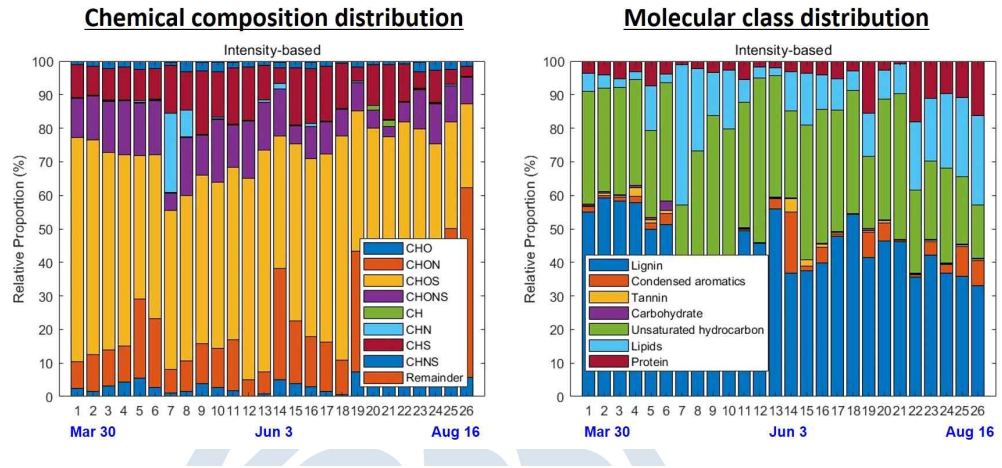 Chemical composition distribution
Intensity-based
Relative Proportion (%)
100
90
80
70
60
50
40
30
20
10
0
CHO
CHON
CHOS
CHONS
CH
CHN
CHS
CHNS
Remainder
1 2 3 4 5 6 7 8 9 10 11 12 13 14 15 16 17 18 19 20 21 22 23 24 25 26
Mar 30 Jun 3 Aug 16
Molecular class distribution
Intensity-based
Relative Proportion (%)
100
90
80
70
60
50
40
30
20
10
0
Lignin
Condensed aromatics
Tannin
Carbohydrate
Unsaturated hydrocarbon
Lipids
Protein
1 2 3 4 5 6 7 8 9 10 11 12 13 14 15 16 17 18 19 20 21 22 23 24 25 26
Mar 30 Jun 3 Aug 16